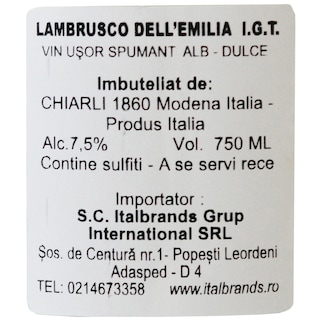 LAMBRUSCO DELL'EMILIA I.G.T.
VIN UŞOR SPUMANT ALB - DULCE
Imbuteliat de:
CHIARLI 1860 Modena Italia -
Produs Italia
Alc.7,5% Vol. 750 ML
Contine sulfiti - A se servi rece
Importator :
S.C. Italbrands Grup
International SRL
Şos. de Centură nr.1- Popeşti Leordeni
Adasped - D 4
TEL: 0214673358 www.italbrands.ro